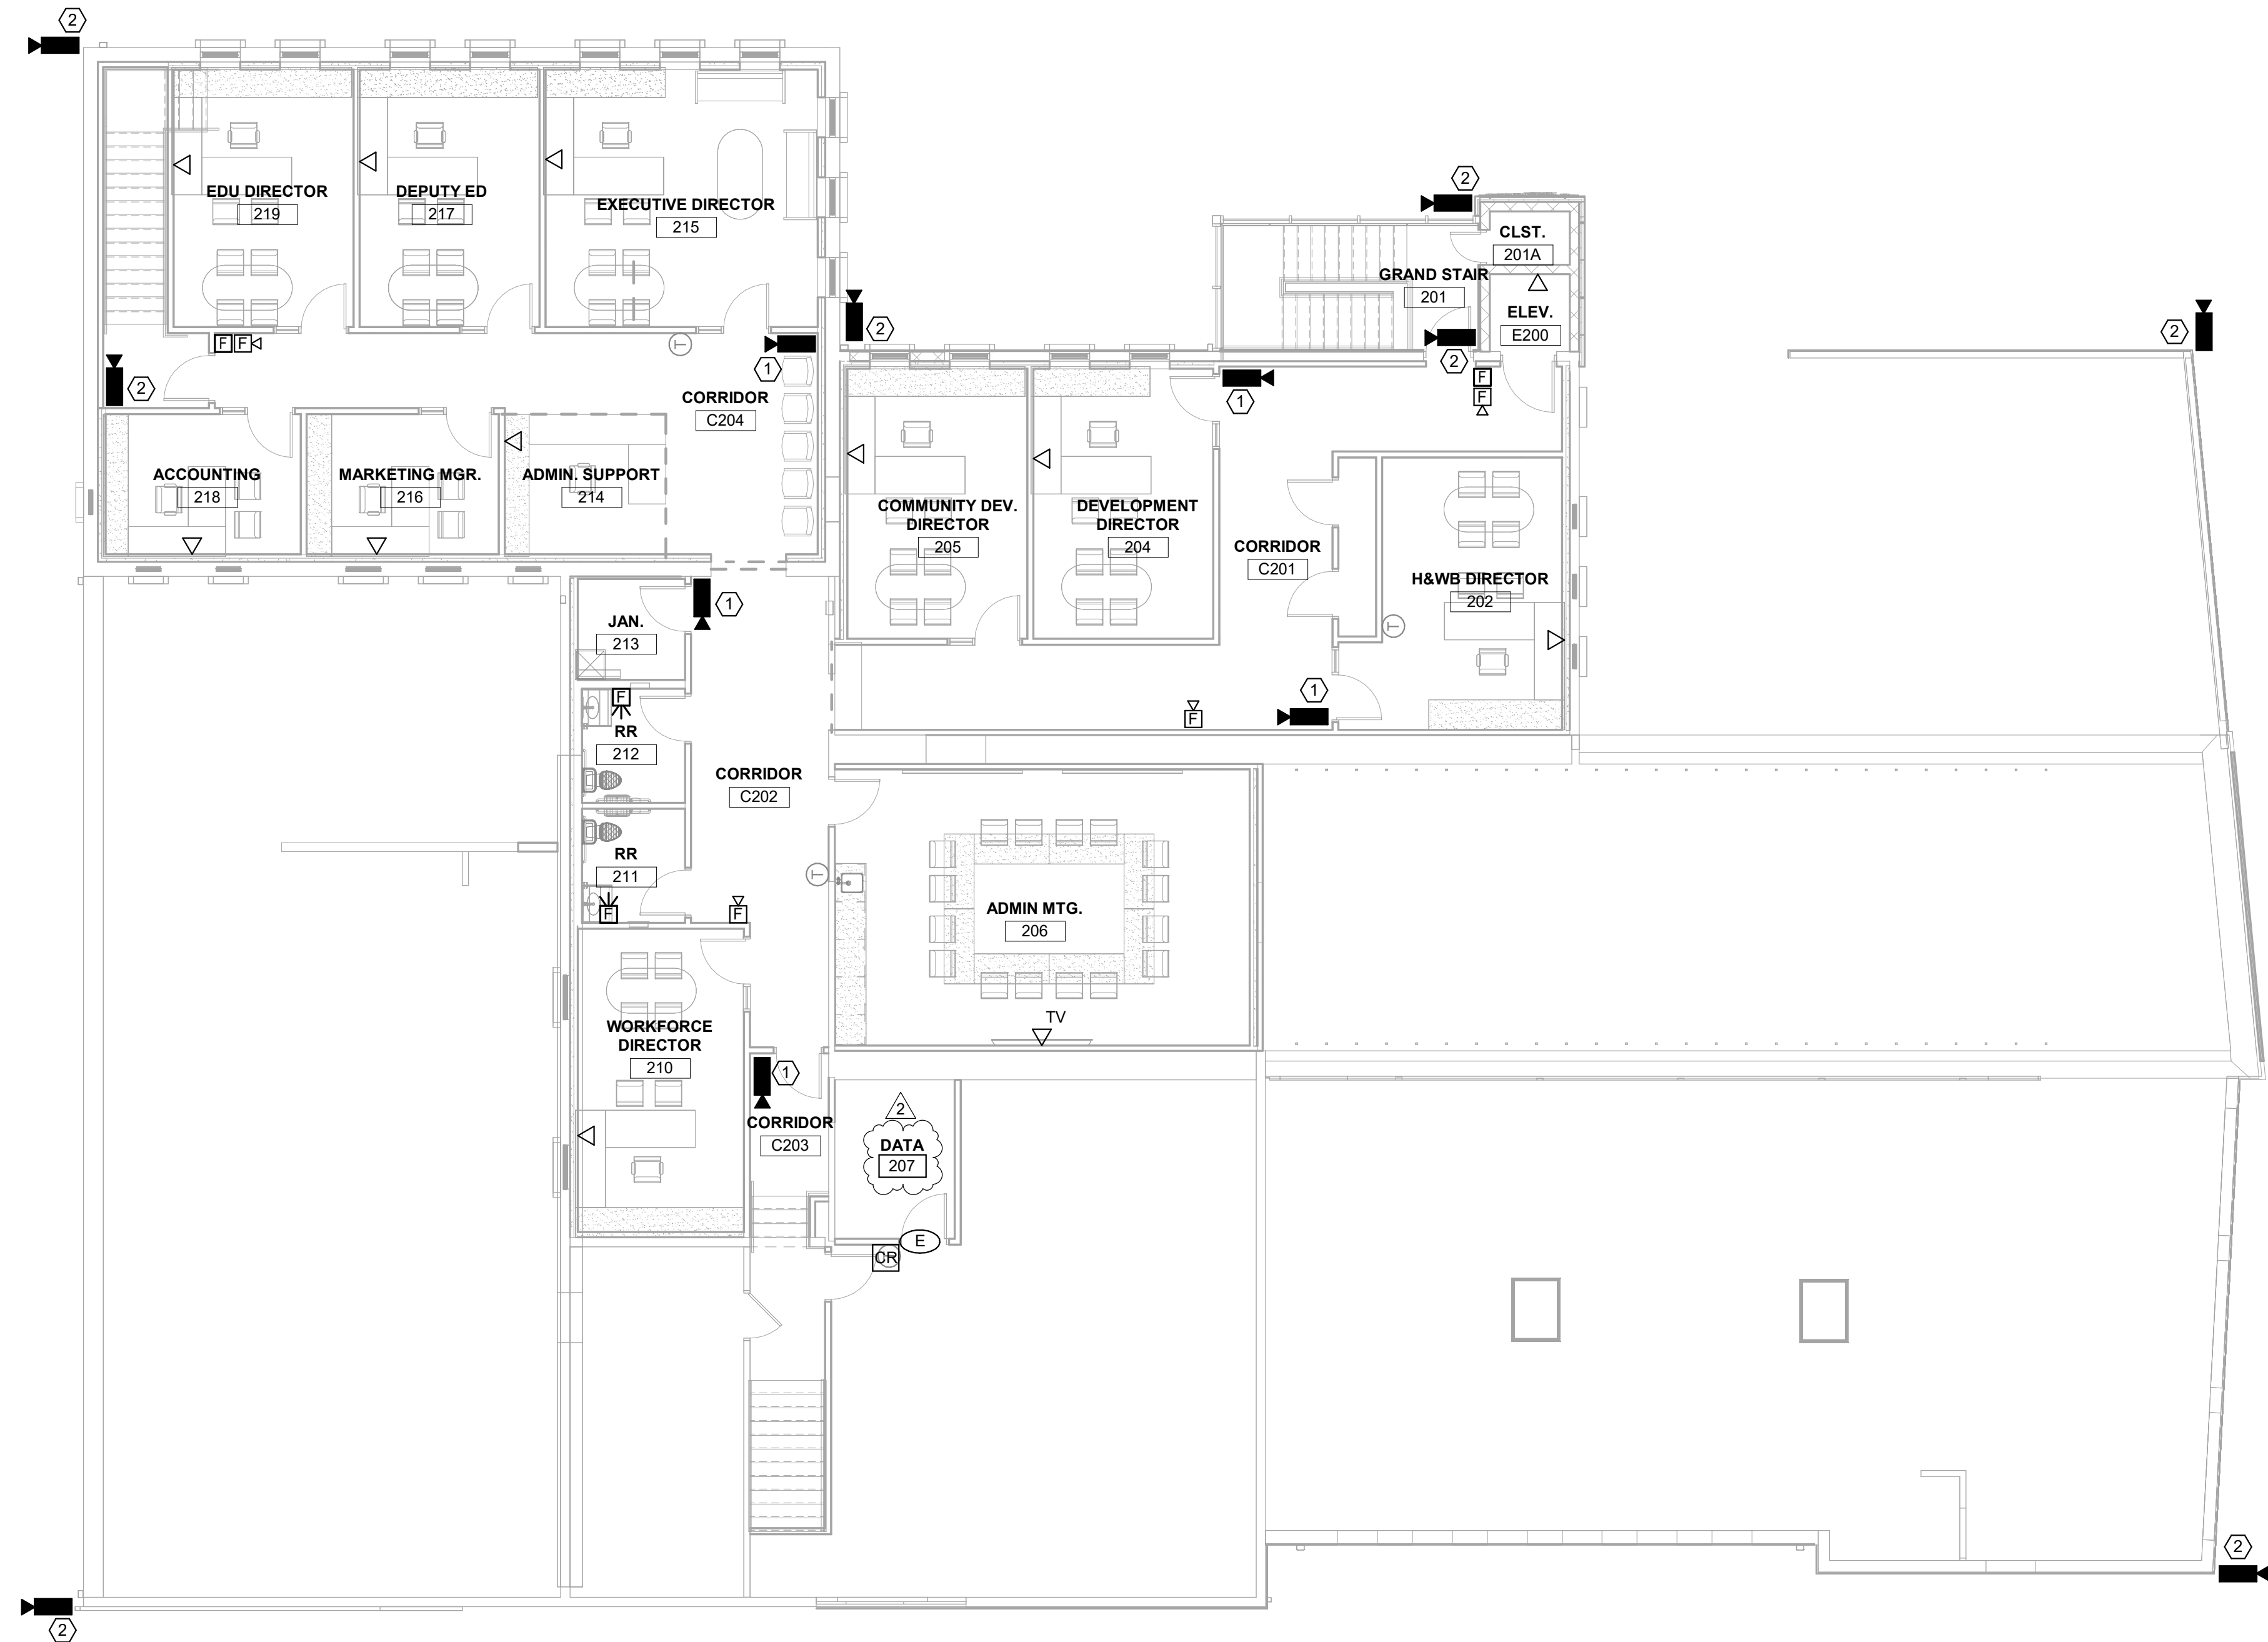 2
2
EDU DIRECTOR
219
DEPUTY ED
217
EXECUTIVE DIRECTOR
215
CLST.
201A
GRAND STAIR
201
ELEV.
E200
2
2
F F
T
1
2
2
F
F
2
CORRIDOR
C204
1
ACCOUNTING
218
MARKETING MGR.
216
ADMIN. SUPPORT
214
COMMUNITY DEV.
DIRECTOR
205
DEVELOPMENT
DIRECTOR
204
CORRIDOR
C201
H&WB DIRECTOR
202
T
1
JAN.
213
F
1
F
RR
212
CORRIDOR
C202
RR
211
F
F
T
ADMIN MTG.
206
TV
WORKFORCE
DIRECTOR
210
1
CORRIDOR
C203
2
DATA
207
E
CR
2
2